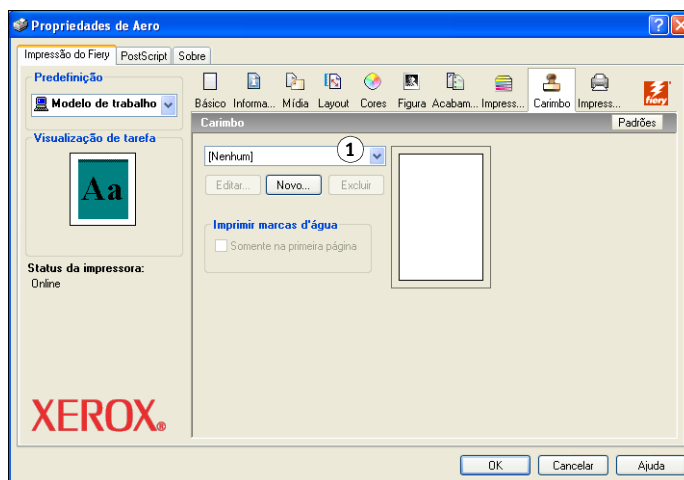 Propriedades de Aero
Impressão do Fiery PostScript Sobre
Predefinição
Modelo de trabalho
Visualização de tarefa
Aa
Status da impressora:
Online
XEROX®
Básico Informa... Mídia Layout Cores Figura Acabam... Impress... Carimbo Impress... fiery
Carimbo Padrões
[Nenhum] 1
Editar... Novo... Excluir
Imprimir marcas d'água
Somente na primeira página
OK Cancelar Ajuda